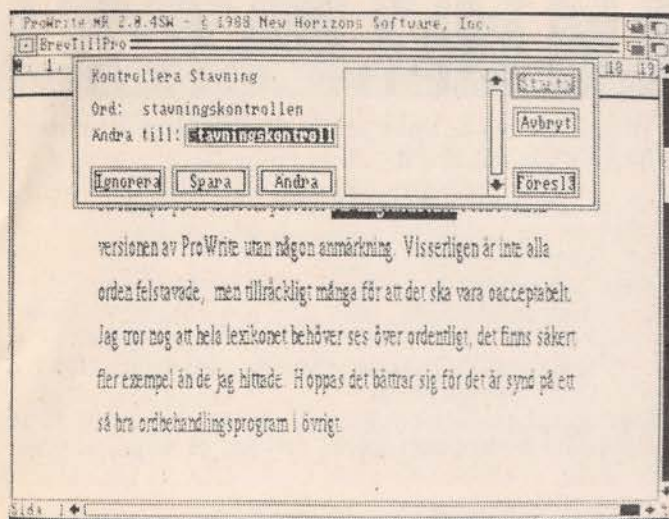 ProWrite MR 2.0.4SW - © 1988 New Horizons Software, Inc.
BrevTillPro
1 18 19
Kontrollera Stavning
Ord: stavningskontrollen
Ändra till: stavningskontroll
Starta
Avbryt
Ignorera Spara Ändra Föreslå
versionen av ProWrite utan någon anmärkning. Visserligen är inte alla
orden felstavade, men tillräckligt många för att det ska vara oacceptabelt.
Jag tror nog att hela lexikonet behöver ses över ordentligt, det finns säkert
fler exempel än de jag hittade. Hoppas det bättrar sig för det är synd på ett
så bra ordbehandlingsprogram i övrigt.
Sida 1